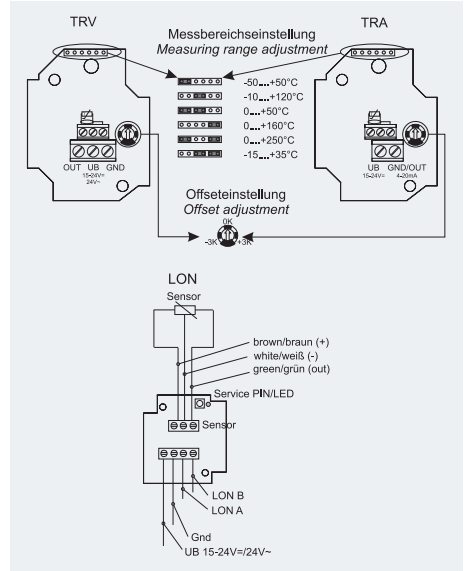 TRV
TRA
Messbereichseinstellung
Measuring range adjustment
-50....+50°C
-10....+120°C
0....+50°C
0....+160°C
0....+250°C
-15....+35°C
OUT UB GND
15-24V=
24V~
UB GND/OUT
15-24V= 4-20mA
Offseteinstellung
Offset adjustment
0K
-3K +3K
LON
Sensor
brown/braun (+)
white/weiß (-)
green/grün (out)
Service PIN/LED
Sensor
LON B
LON A
Gnd
UB 15-24V=/24V~